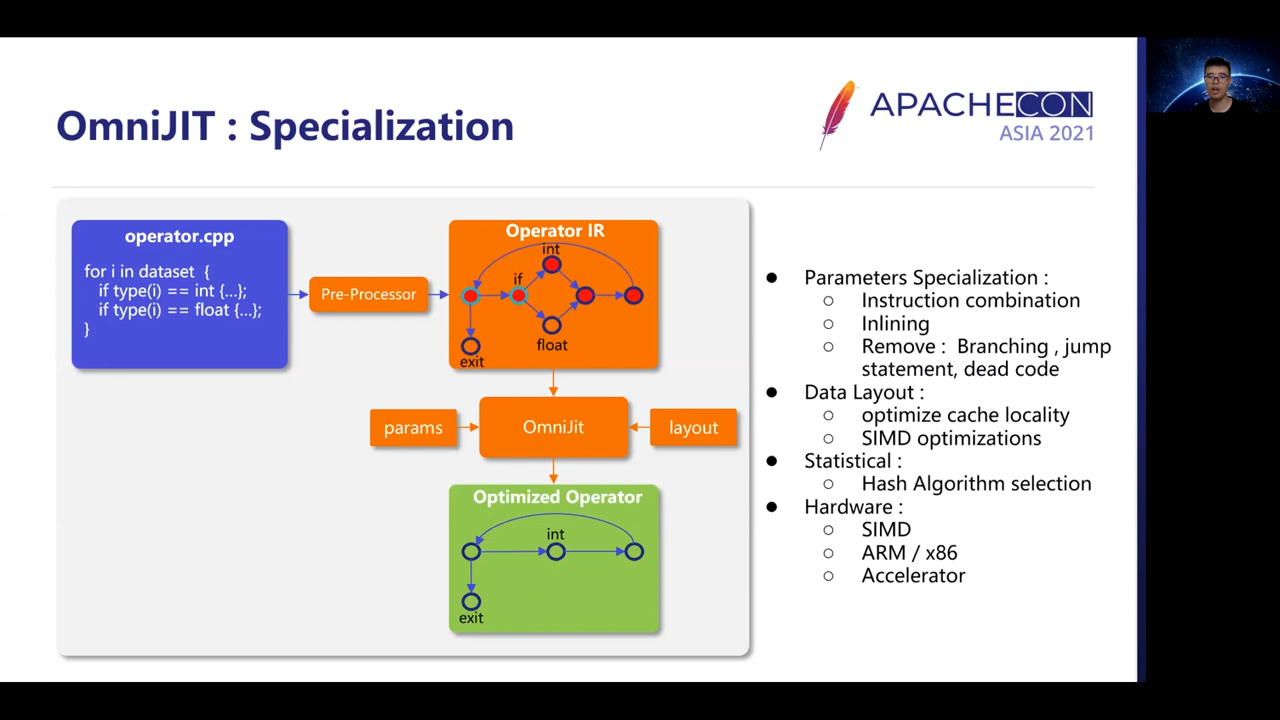 OmniJIT : Specialization
APACHECON
ASIA 2021
operator.cpp
for i in dataset {
if type(i) == int {...};
if type(i) == float {...};
}
Pre-Processor
Operator IR
int
if
float
exit
params
OmniJit
layout
Optimized Operator
int
exit
● Parameters Specialization :
○ Instruction combination
○ Inlining
○ Remove : Branching , jump
statement, dead code
● Data Layout :
○ optimize cache locality
○ SIMD optimizations
● Statistical :
○ Hash Algorithm selection
● Hardware :
○ SIMD
○ ARM / x86
○ Accelerator